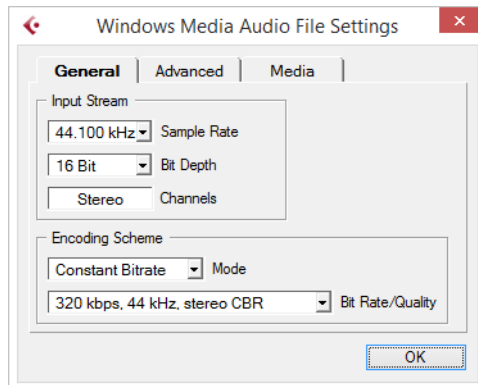 Windows Media Audio File Settings
General Advanced Media
Input Stream
44.100 kHz Sample Rate
16 Bit Bit Depth
Stereo Channels
Encoding Scheme
Constant Bitrate Mode
320 kbps, 44 kHz, stereo CBR Bit Rate/Quality
OK